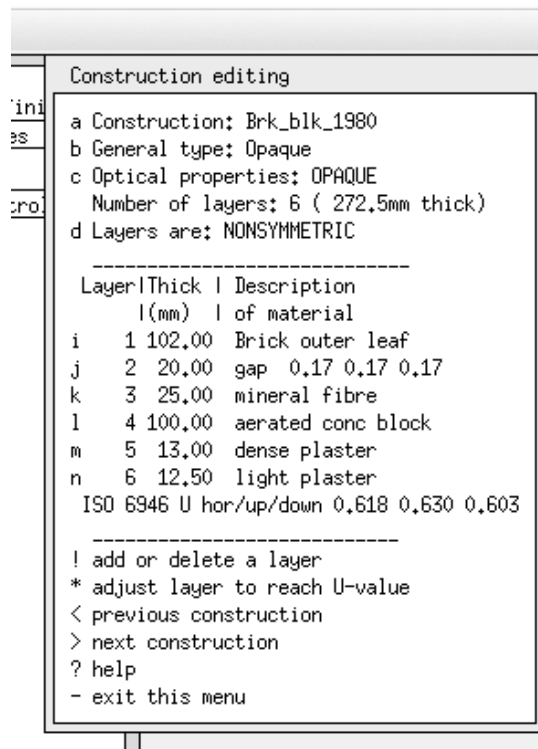 Construction editing
ini
es
trol
a Construction: Brk_blk_1980
b General type: Opaque
c Optical properties: OPAQUE
Number of layers: 6 ( 272.5mm thick)
d Layers are: NONSYMMETRIC
Layer|Thick | Description
|(mm) | of material
i 1 102.00 Brick outer leaf
j 2 20.00 gap 0.17 0.17 0.17
k 3 25.00 mineral fibre
l 4 100.00 aerated conc block
m 5 13.00 dense plaster
n 6 12.50 light plaster
ISO 6946 U hor/up/down 0.618 0.630 0.603
! add or delete a layer
* adjust layer to reach U-value
< previous construction
> next construction
? help
- exit this menu